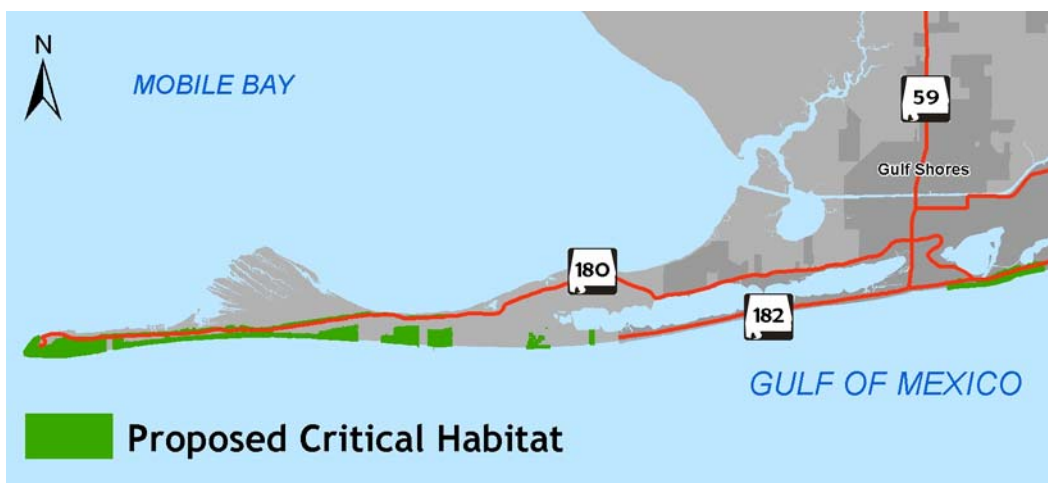 N
MOBILE BAY
59
Gulf Shores
180
182
GULF OF MEXICO
Proposed Critical Habitat